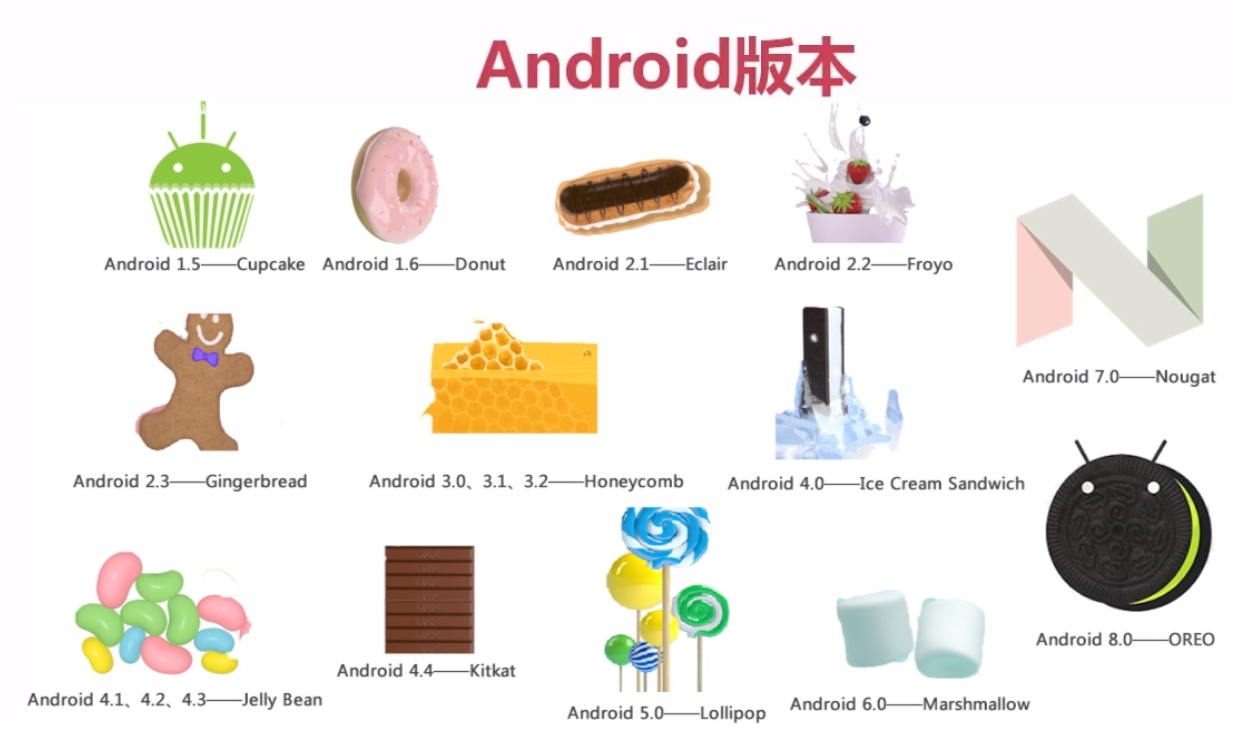 Android版本
Android 1.5——Cupcake
Android 1.6——Donut
Android 2.1——Eclair
Android 2.2——Froyo
Android 7.0——Nougat
Android 2.3——Gingerbread
Android 3.0、3.1、3.2——Honeycomb
Android 4.0——Ice Cream Sandwich
Android 8.0——OREO
Android 4.4——Kitkat
Android 4.1、4.2、4.3——Jelly Bean
Android 5.0——Lollipop
Android 6.0——Marshmallow